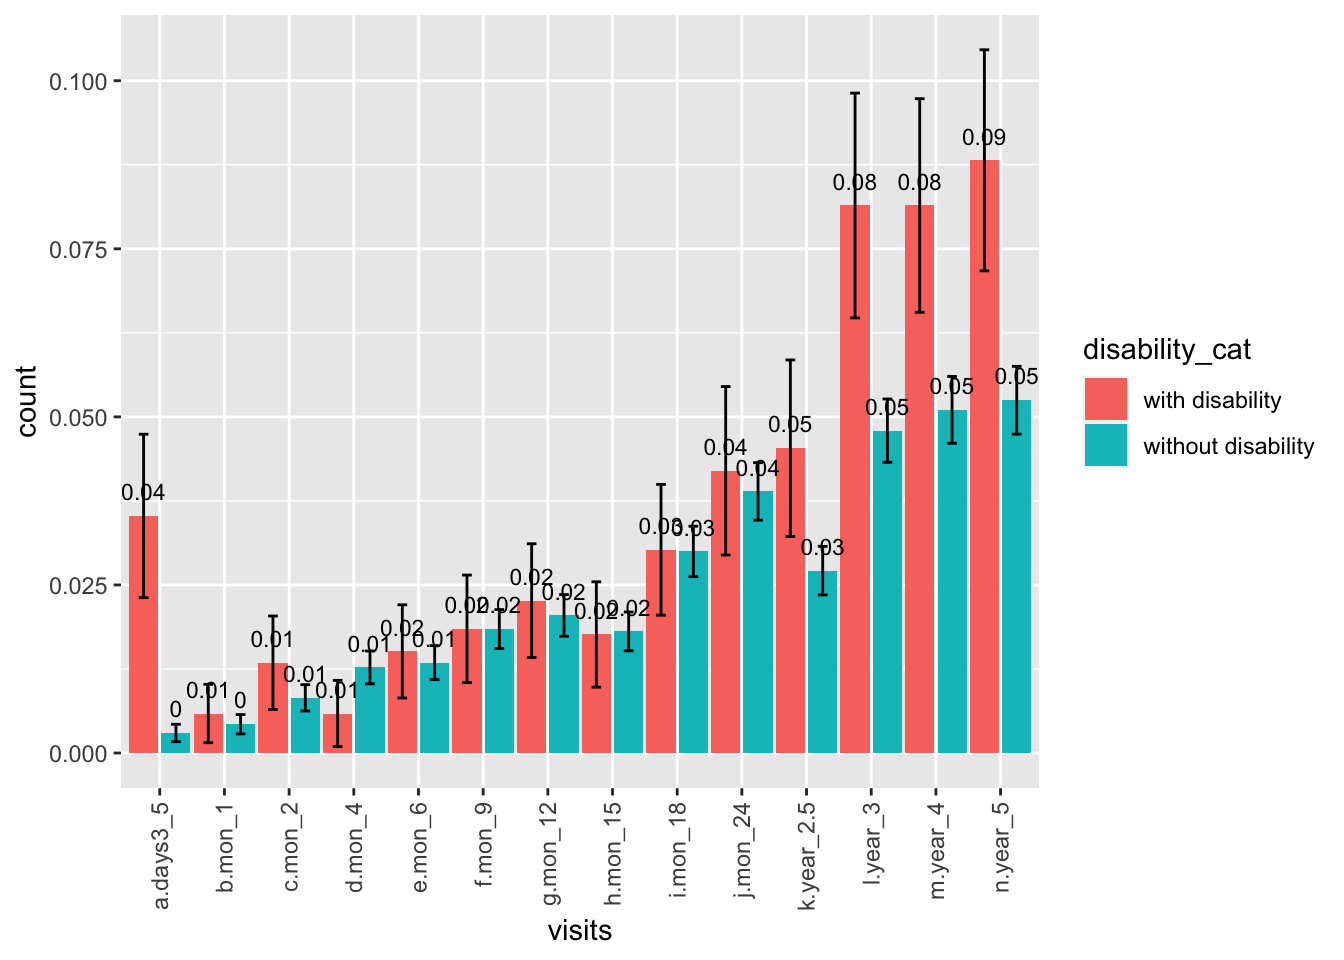 0.100
0.075
0.050
0.025
0.000
count
0.04
0
0.01
0
0.01
0.01
0.01
0.01
0.02
0.01
0.02
0.02
0.02
0.02
0.02
0.02
0.03
0.03
0.04
0.04
0.05
0.03
0.08
0.05
0.08
0.05
0.09
0.05
a.days3_5
b.mon_1
c.mon_2
d.mon_4
e.mon_6
f.mon_9
g.mon_12
h.mon_15
i.mon_18
j.mon_24
k.year_2.5
l.year_3
m.year_4
n.year_5
visits
disability_cat
with disability
without disability